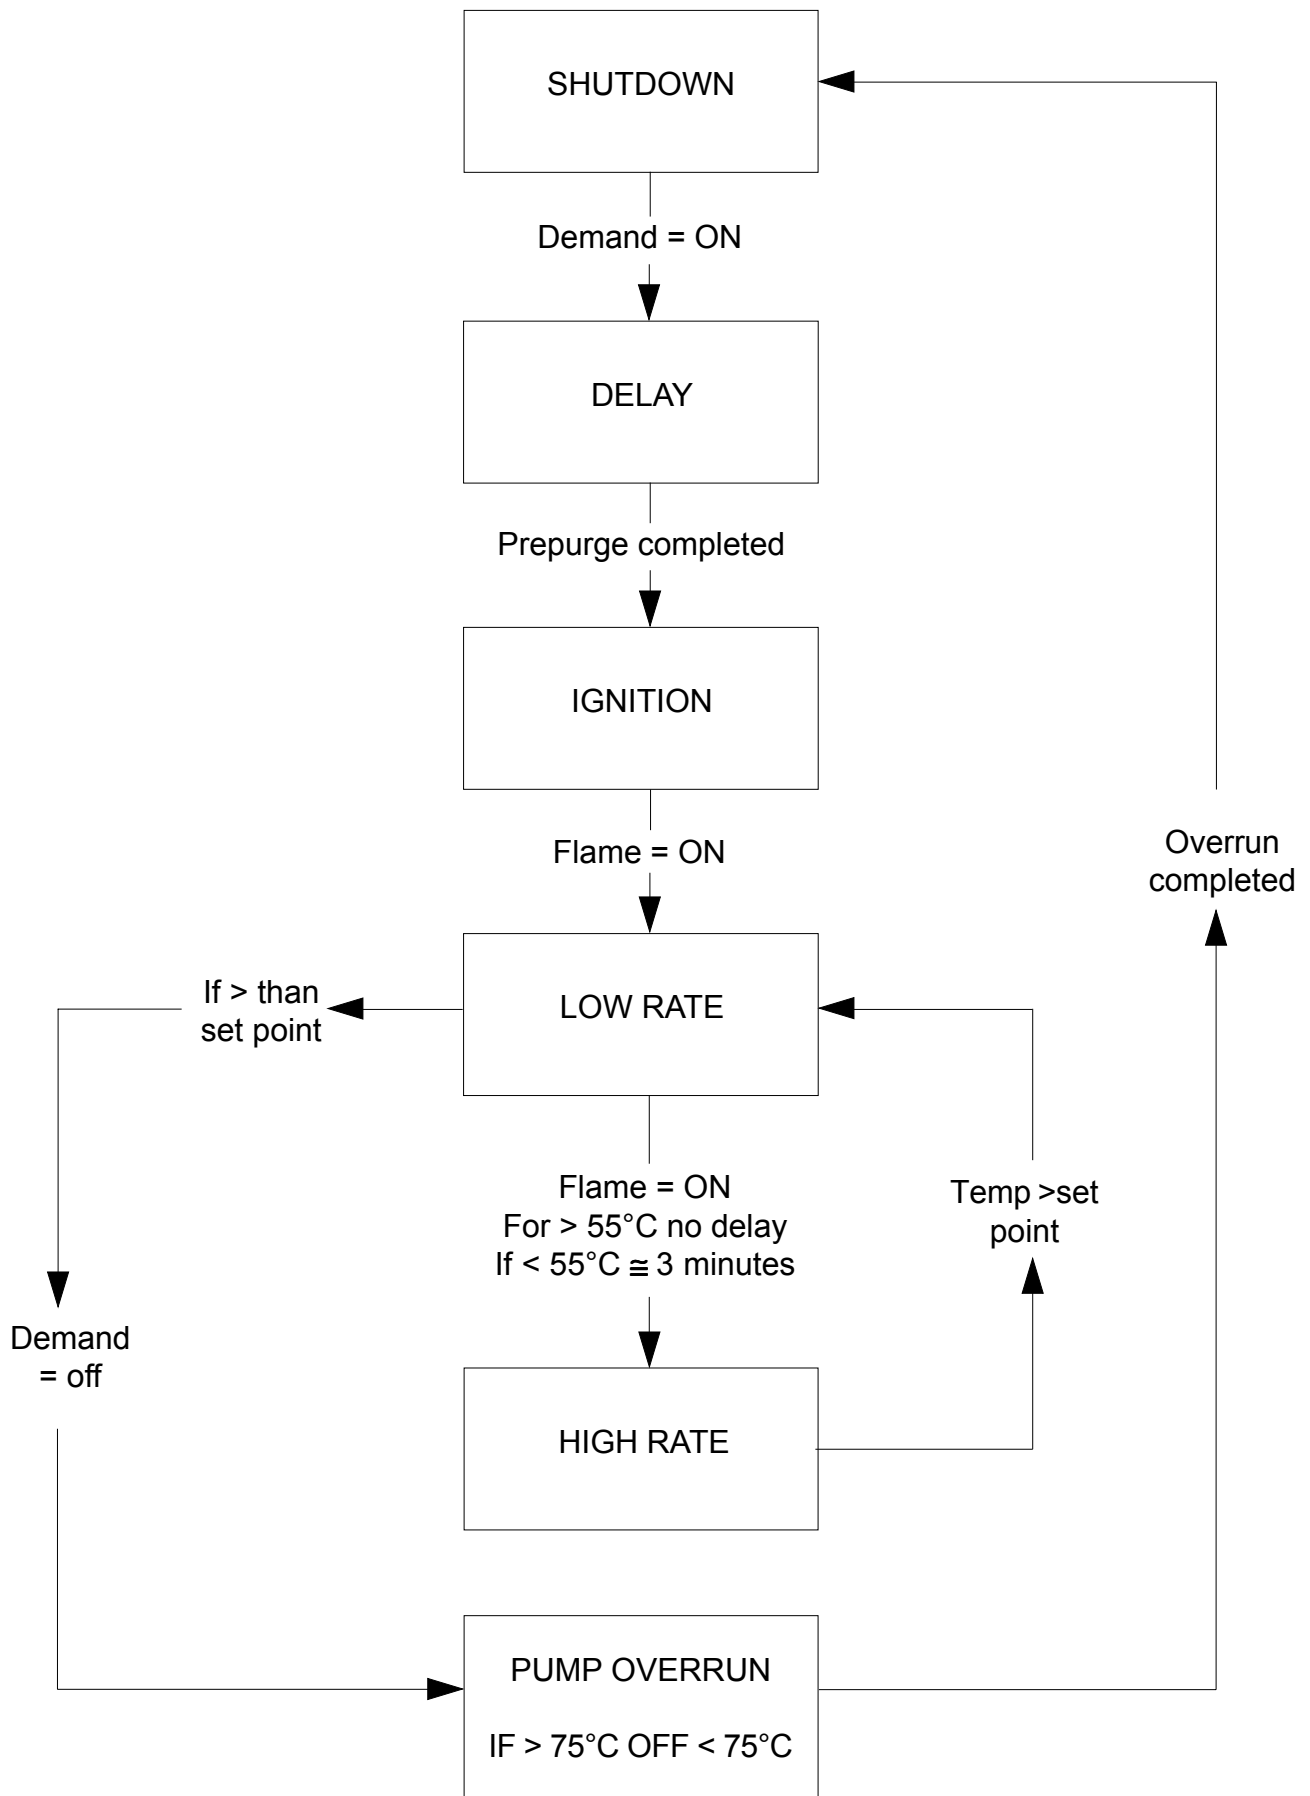 SHUTDOWN
Demand = ON
DELAY
Prepurge completed
IGNITION
Flame = ON
Overrun
completed
LOW RATE
If > than
set point
Flame = ON
For > 55°C no delay
If < 55°C ≅ 3 minutes
Temp >set
point
Demand
= off
HIGH RATE
PUMP OVERRUN
IF > 75°C OFF < 75°C